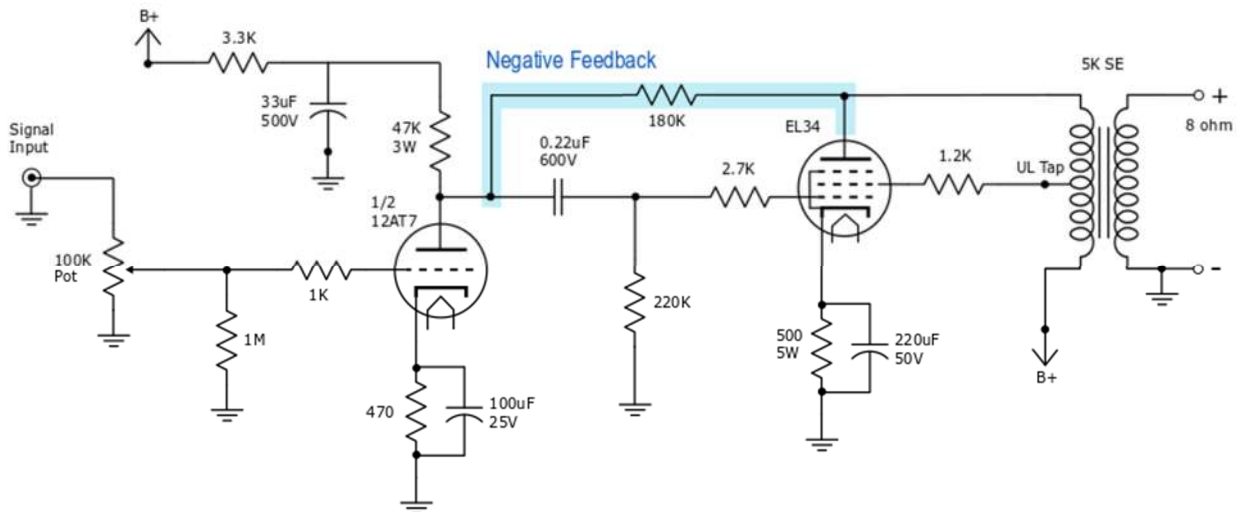 B+
3.3K
Negative Feedback
5K SE
33uF
500V
47K
3W
180K
EL34
+
8 ohm
Signal
Input
0.22uF
600V
2.7K
1.2K
UL Tap
1/2
12AT7
100K
Pot
1K
1M
220K
-
500
5W
220uF
50V
B+
470
100uF
25V